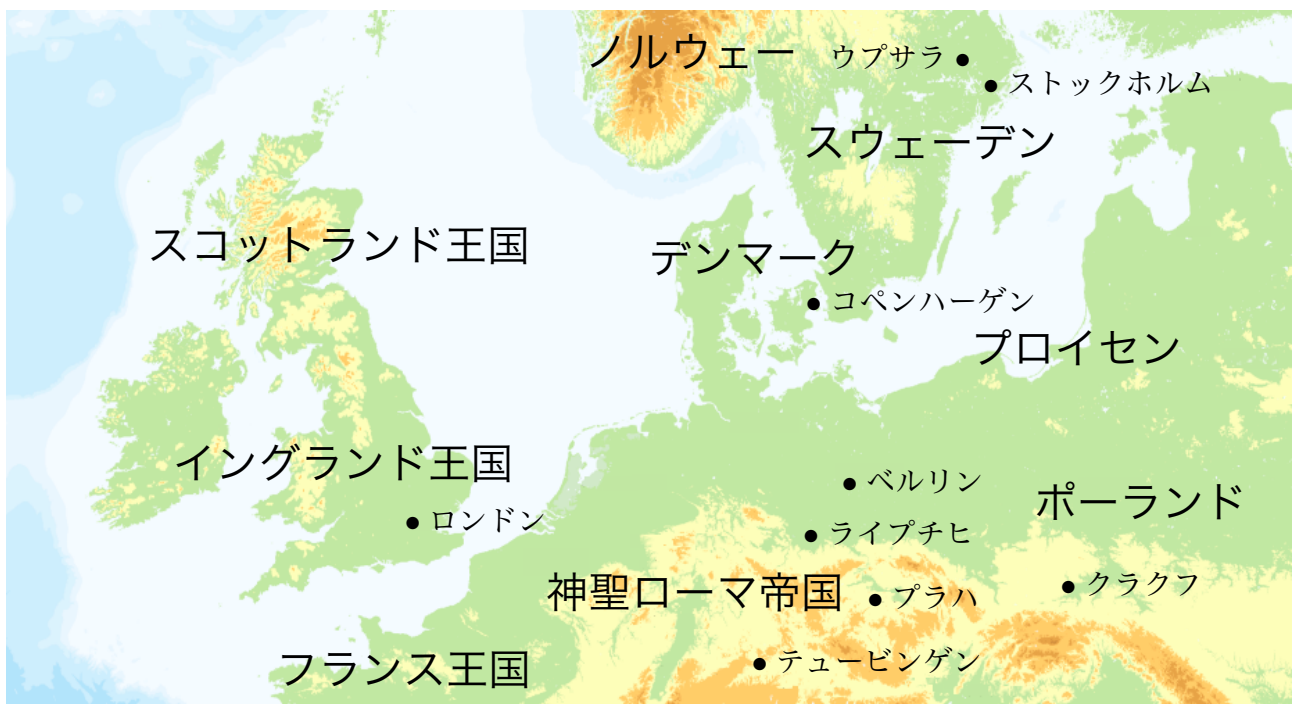 ノルウェー
ウプサラ
ストックホルム
スウェーデン
スコットランド王国
デンマーク
コペンハーゲン
プロイセン
イングランド王国
ロンドン
ベルリン
ポーランド
ライプチヒ
神聖ローマ帝国
プラハ
クラクフ
フランス王国
テュービンゲン